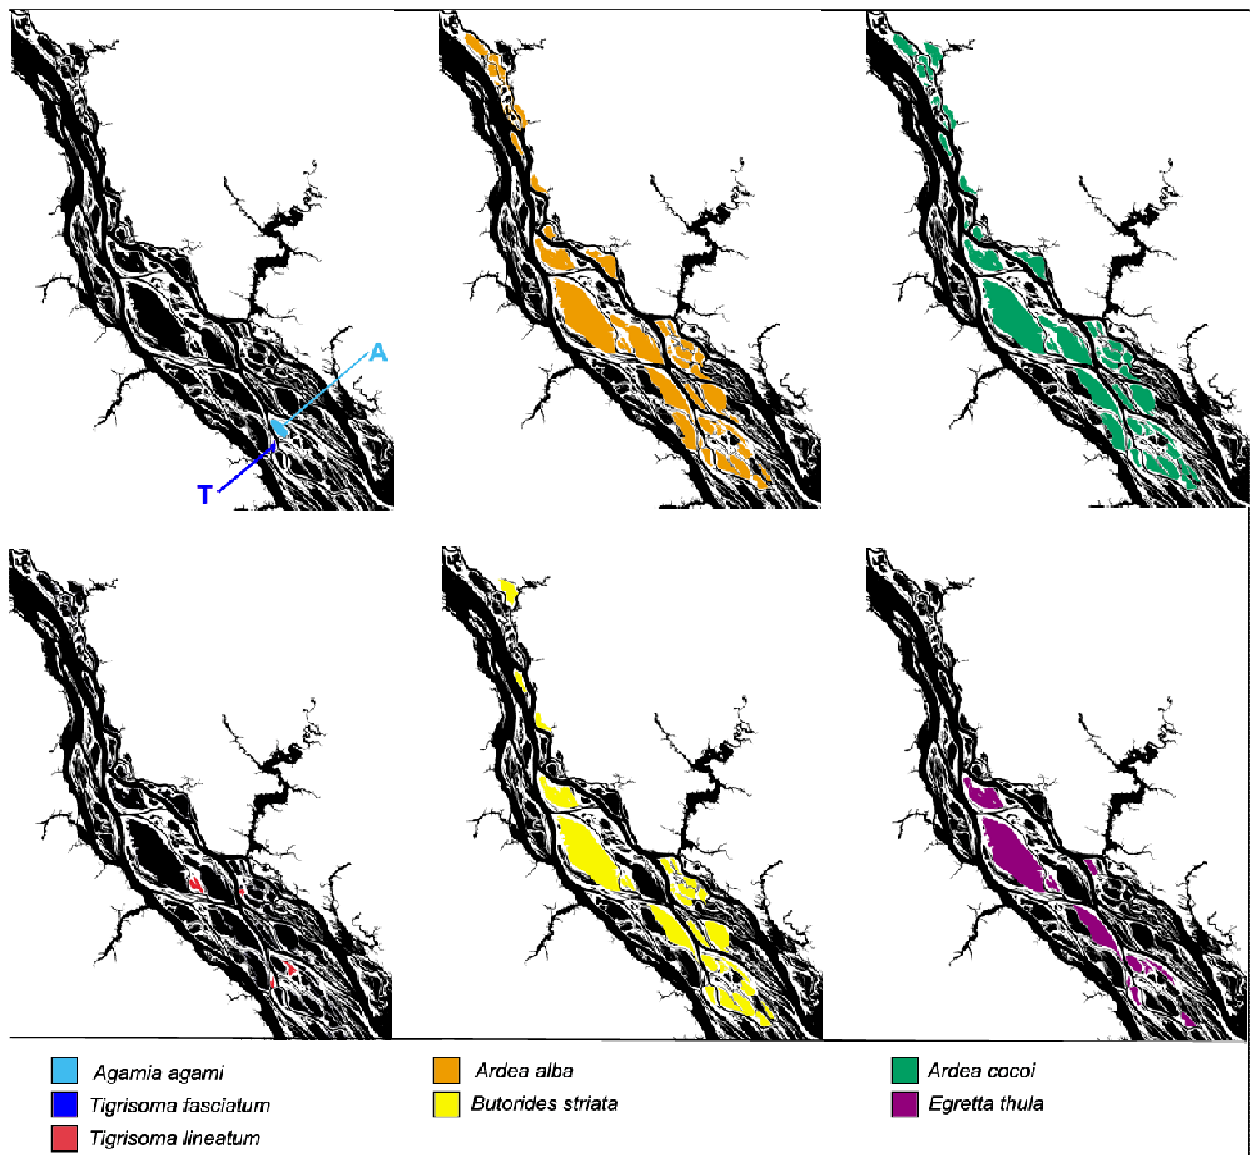 A
T
Agamia agami
Tigrisoma fasciatum
Tigrisoma lineatum
Ardea alba
Butorides striata
Ardea cocoi
Egretta thula